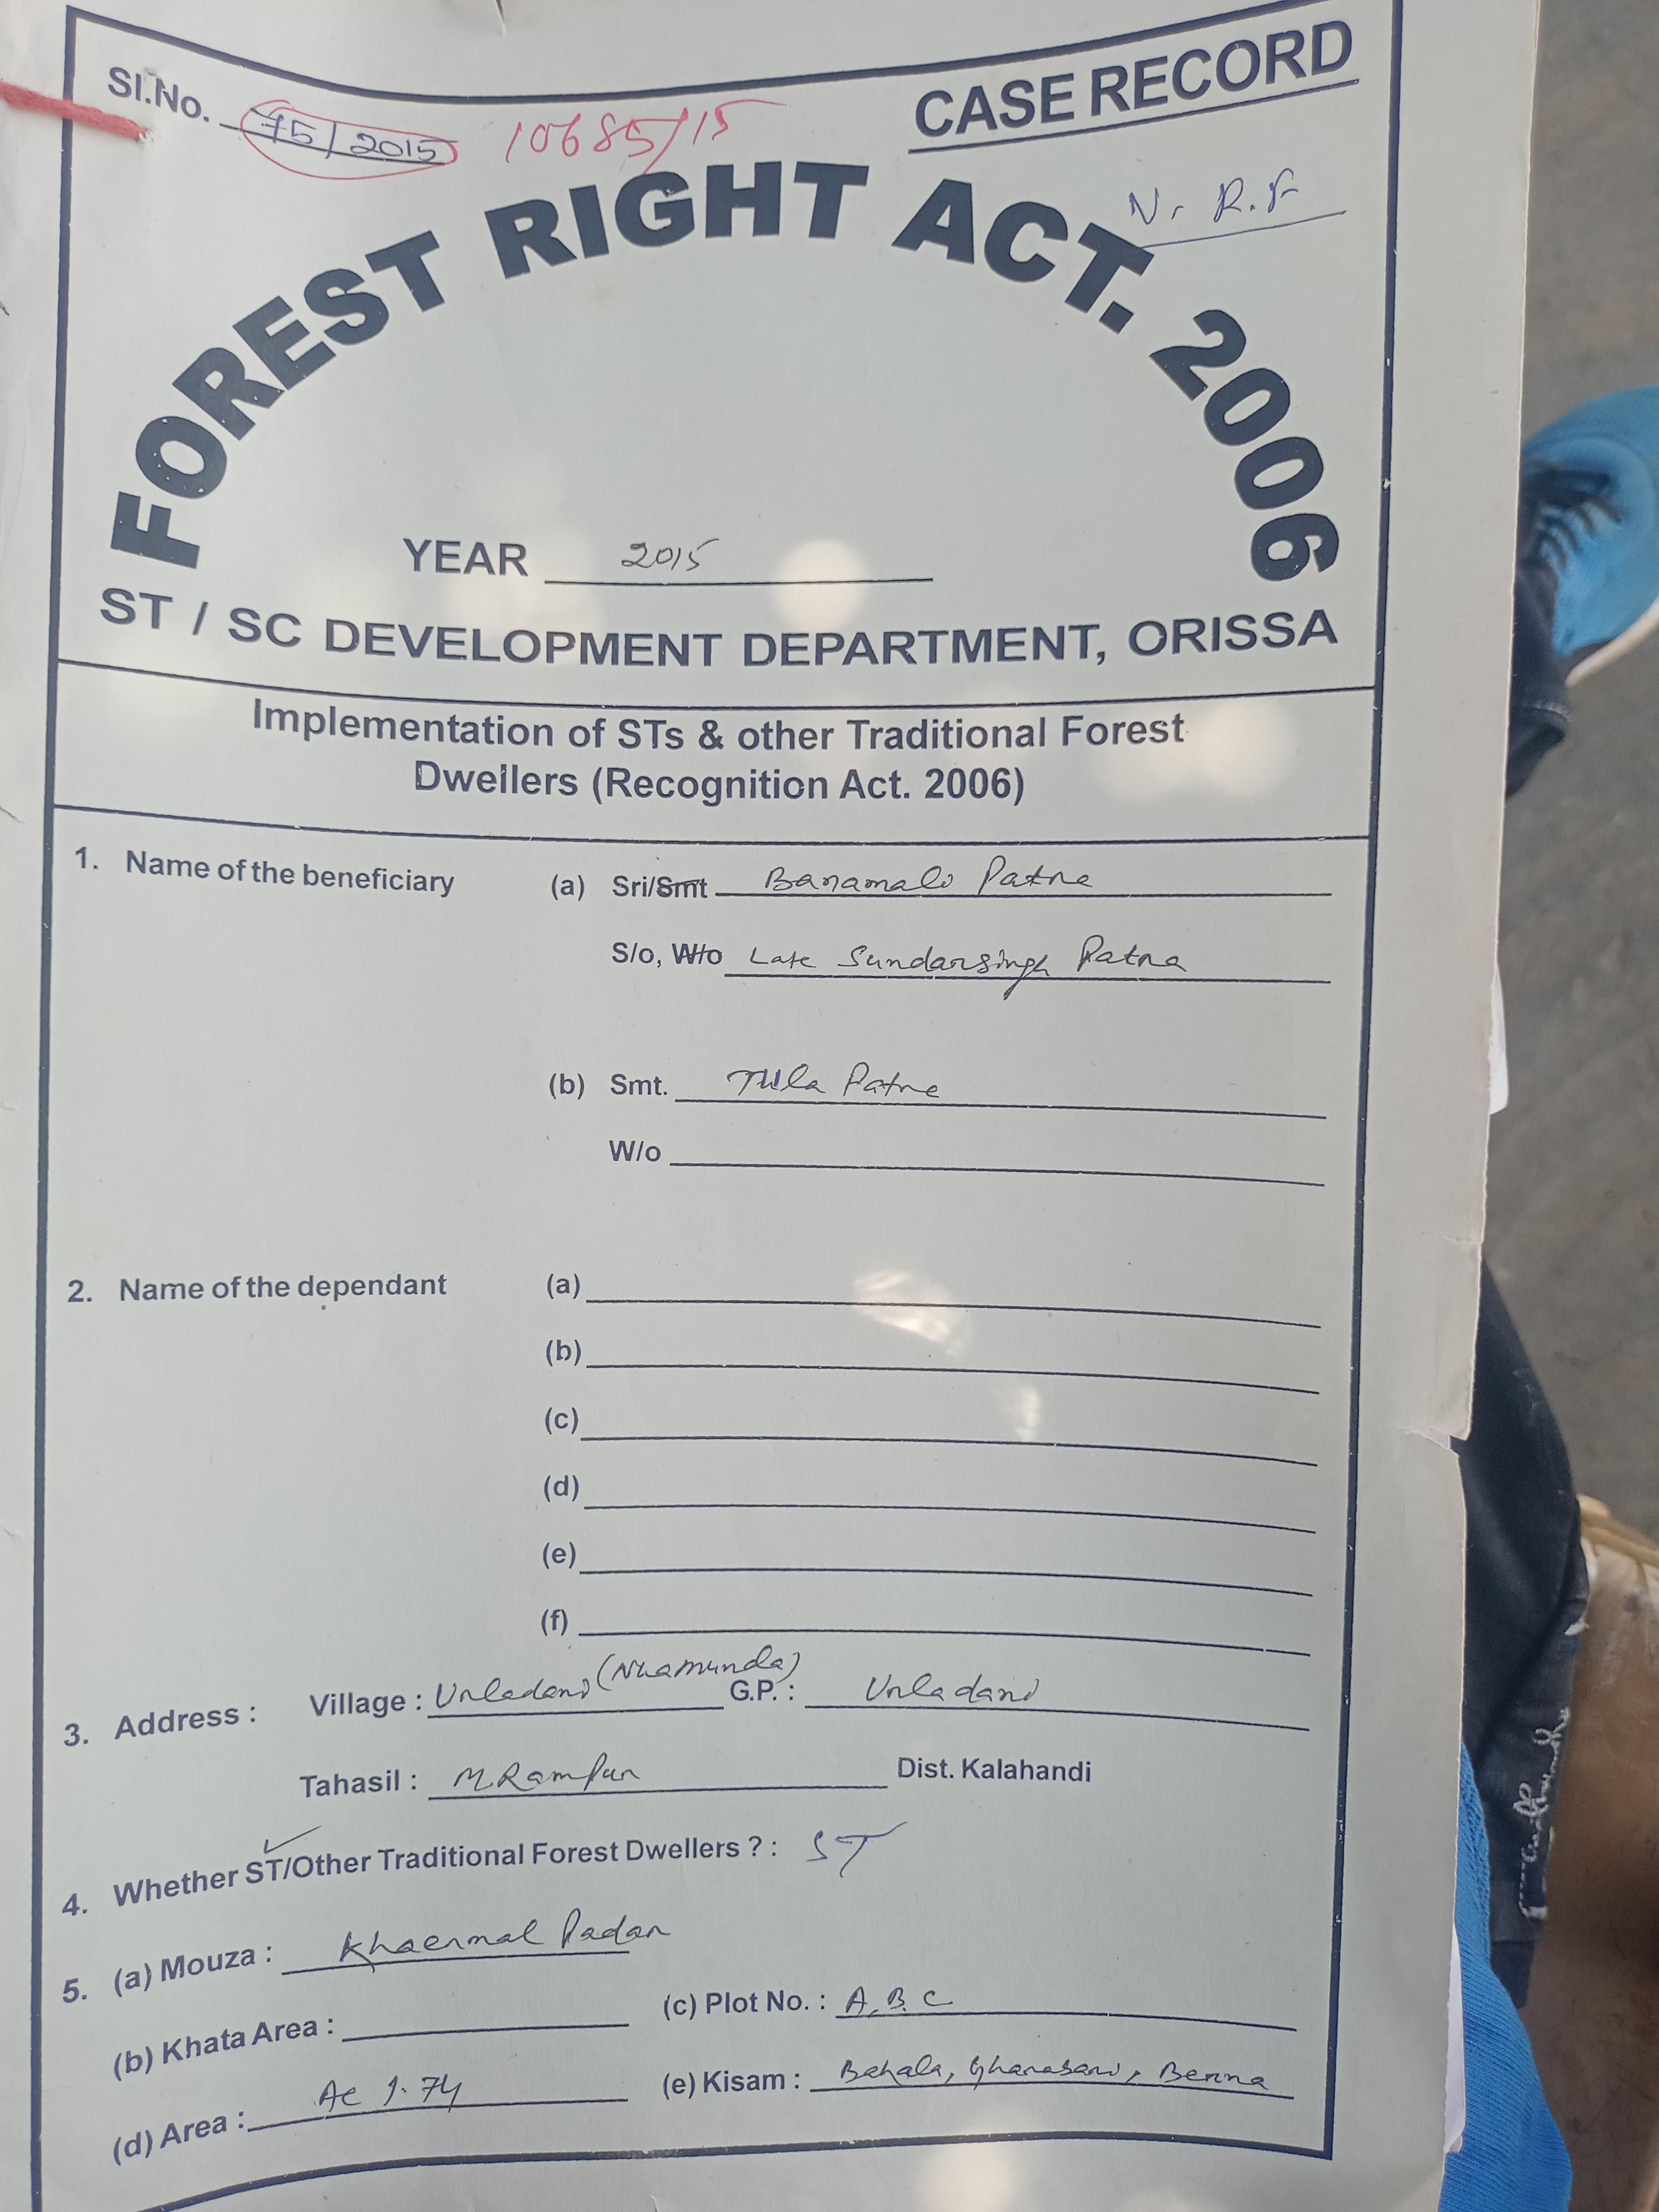 Sl.No. 75/2015 10685/15
CASE RECORD
N. R.F
FOREST RIGHT ACT. 2006
YEAR 2015
ST / SC DEVELOPMENT DEPARTMENT, ORISSA
Implementation of STs & other Traditional Forest
Dwellers (Recognition Act. 2006)
1. Name of the beneficiary (a) Sri/Smt Banamali Patra
S/o, W/o Late Sundarsingh Patra
(b) Smt. Tula Patra
W/o
2. Name of the dependant (a)
(b)
(c)
(d)
(e)
(f)
3. Address : Village : Urladani (Nuamunda) G.P. : Urladani
Tahasil : M Rampur Dist. Kalahandi
4. Whether ST/Other Traditional Forest Dwellers ? : ST
5. (a) Mouza : Khaermal Padar
(b) Khata Area : (c) Plot No. : A, B, C
(d) Area : Ac 1.74 (e) Kisam : Bahala, Gharabari, Berna